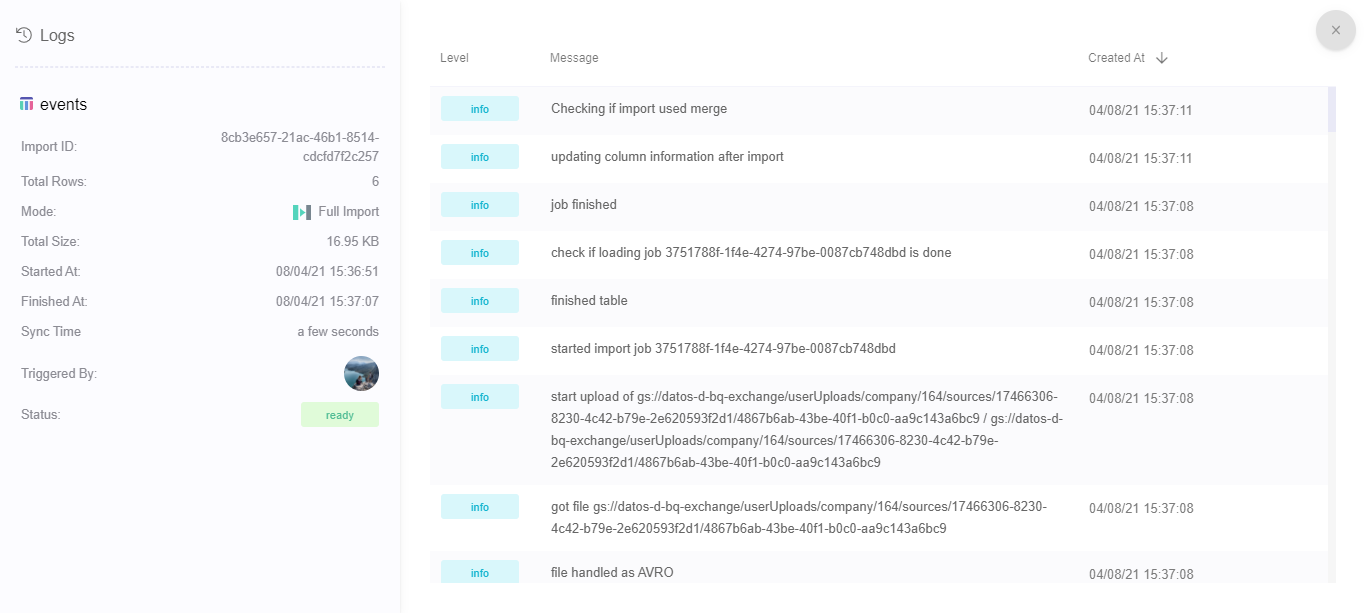 Logs
events
Import ID:
8cb3e657-21ac-46b1-8514-
cdcfd7f2c257
Total Rows: 6
Mode: Full Import
Total Size: 16.95 KB
Started At: 08/04/21 15:36:51
Finished At: 08/04/21 15:37:07
Sync Time a few seconds
Triggered By:
Status: ready
Level Message Created At
info Checking if import used merge 04/08/21 15:37:11
info updating column information after import 04/08/21 15:37:11
info job finished 04/08/21 15:37:08
info check if loading job 3751788f-1f4e-4274-97be-0087cb748dbd is done 04/08/21 15:37:08
info finished table 04/08/21 15:37:08
info started import job 3751788f-1f4e-4274-97be-0087cb748dbd 04/08/21 15:37:08
info start upload of gs://datos-d-bq-exchange/userUploads/company/164/sources/17466306- 04/08/21 15:37:08
8230-4c42-b79e-2e620593f2d1/4867b6ab-43be-40f1-b0c0-aa9c143a6bc9 / gs://datos-d-
bq-exchange/userUploads/company/164/sources/17466306-8230-4c42-b79e-
2e620593f2d1/4867b6ab-43be-40f1-b0c0-aa9c143a6bc9
info got file gs://datos-d-bq-exchange/userUploads/company/164/sources/17466306-8230- 04/08/21 15:37:08
4c42-b79e-2e620593f2d1/4867b6ab-43be-40f1-b0c0-aa9c143a6bc9
info file handled as AVRO 04/08/21 15:37:08